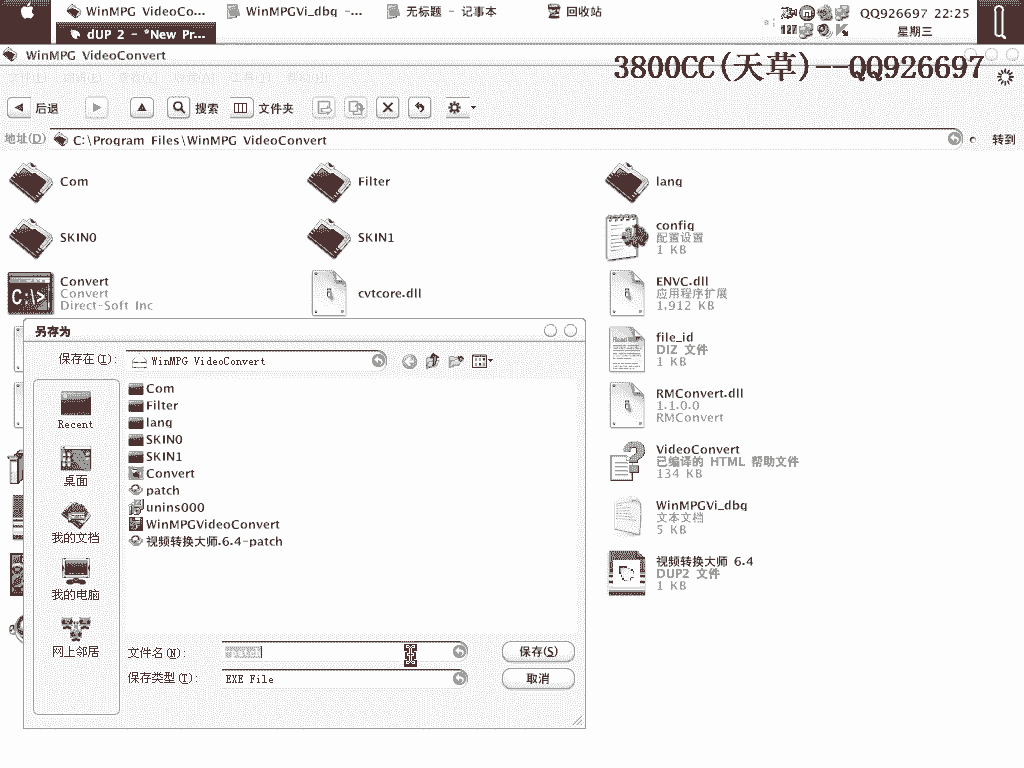 WinMPG VideoCo...
WinMPGVi_dbg -...
无标题 - 记事本
回收站
QQ926697 22:25
dUP 2 - *New Pr...
星期三
WinMPG VideoConvert
3800CC(天草)--QQ926697
后退
搜索
文件夹
地址(D)
C:\Program Files\WinMPG VideoConvert
转到
Com
Filter
lang
SKIN0
SKIN1
config
配置设置
1 KB
Convert
Convert
Direct-Soft Inc
cvtcore.dll
ENVC.dll
应用程序扩展
1,912 KB
file_id
DIZ 文件
1 KB
RMConvert.dll
1.1.0.0
RMConvert
VideoConvert
已编译的 HTML 帮助文件
134 KB
WinMPGVi_dbg
文本文档
5 KB
视频转换大师 6.4
DUP2 文件
1 KB
另存为
保存在(I):
WinMPG VideoConvert
Recent
桌面
我的文档
我的电脑
网上邻居
Com
Filter
lang
SKIN0
SKIN1
Convert
patch
unins000
WinMPGVideoConvert
视频转换大师.6.4-patch
文件名(N):
保存(S)
保存类型(T):
EXE File
取消